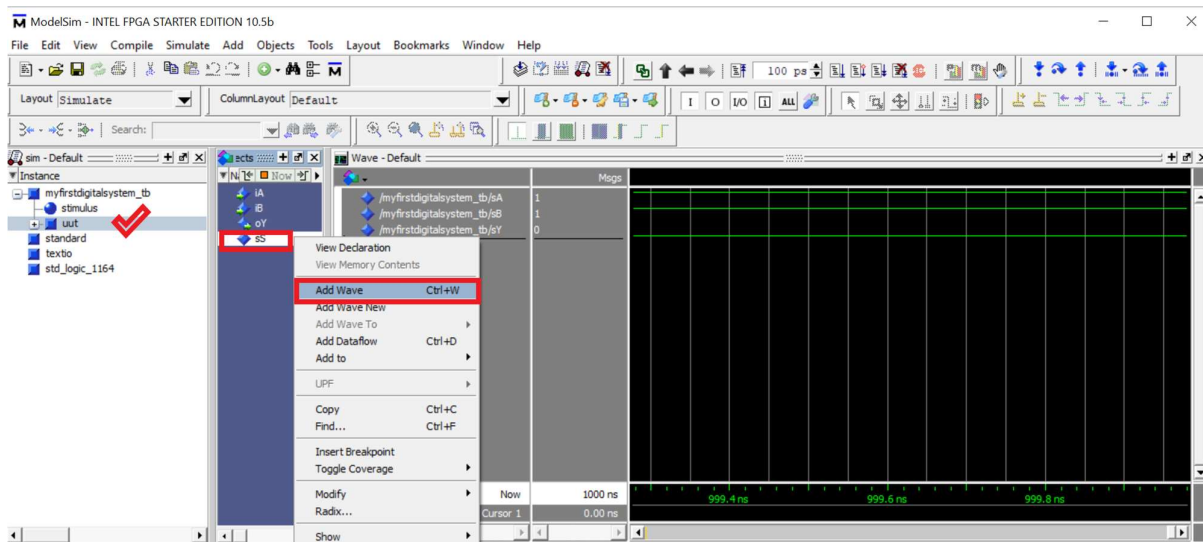 ModelSim - INTEL FPGA STARTER EDITION 10.5b
File Edit View Compile Simulate Add Objects Tools Layout Bookmarks Window Help
100 ps
Layout Simulate
ColumnLayout Default
I O I/O ALL
Search:
sim - Default
ects
Wave - Default
Instance
Now
Msgs
myfirstdigitalsystem_tb
stimulus
uut
standard
textio
std_logic_1164
iA
iB
oY
sS
/myfirstdigitalsystem_tb/sA 1
/myfirstdigitalsystem_tb/sB 1
/myfirstdigitalsystem_tb/sY 0
View Declaration
View Memory Contents
Add Wave Ctrl+W
Add Wave New
Add Wave To
Add Dataflow Ctrl+D
Add to
UPF
Copy Ctrl+C
Find... Ctrl+F
Insert Breakpoint
Toggle Coverage
Modify
Radix...
Show
Now 1000 ns
Cursor 1 0.00 ns
999.4 ns 999.6 ns 999.8 ns